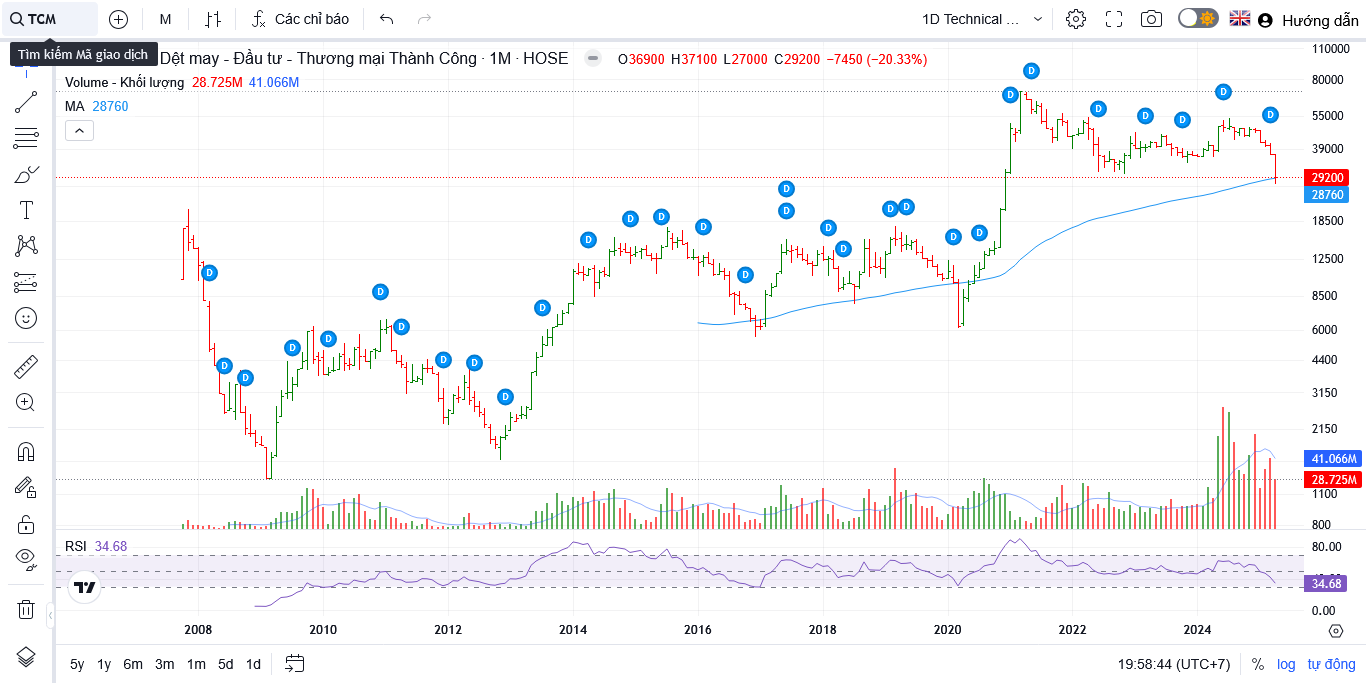 TCM M Các chỉ báo 1D Technical ... Hướng dẫn
Tìm kiếm Mã giao dịch Dệt may - Đầu tư - Thương mại Thành Công · 1M · HOSE O36900 H37100 L27000 C29200 −7450 (−20.33%)
Volume - Khối lượng 28.725M 41.066M
MA 28760
110000
80000
55000
39000
29200
28760
18500
12500
8500
6000
4400
3150
2150
41.066M
28.725M
1100
800
D D D D D D D D
D D
D D D D D D D D D D D
D D D D D D D D D D D
RSI 34.68
80.00
34.68
0.00
2008 2010 2012 2014 2016 2018 2020 2022 2024
5y 1y 6m 3m 1m 5d 1d 19:58:44 (UTC+7) % log tự động